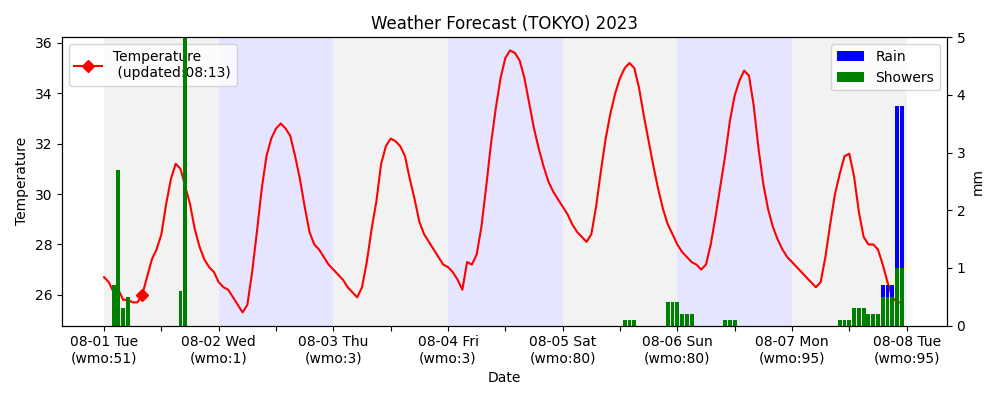 Weather Forecast (TOKYO) 2023
Temperature
(updated:08:13)
Rain
Showers
36
34
32
30
28
26
Temperature
5
4
3
2
1
0
mm
08-01 Tue
(wmo:51)
08-02 Wed
(wmo:1)
08-03 Thu
(wmo:3)
08-04 Fri
(wmo:3)
08-05 Sat
(wmo:80)
08-06 Sun
(wmo:80)
08-07 Mon
(wmo:95)
08-08 Tue
(wmo:95)
Date